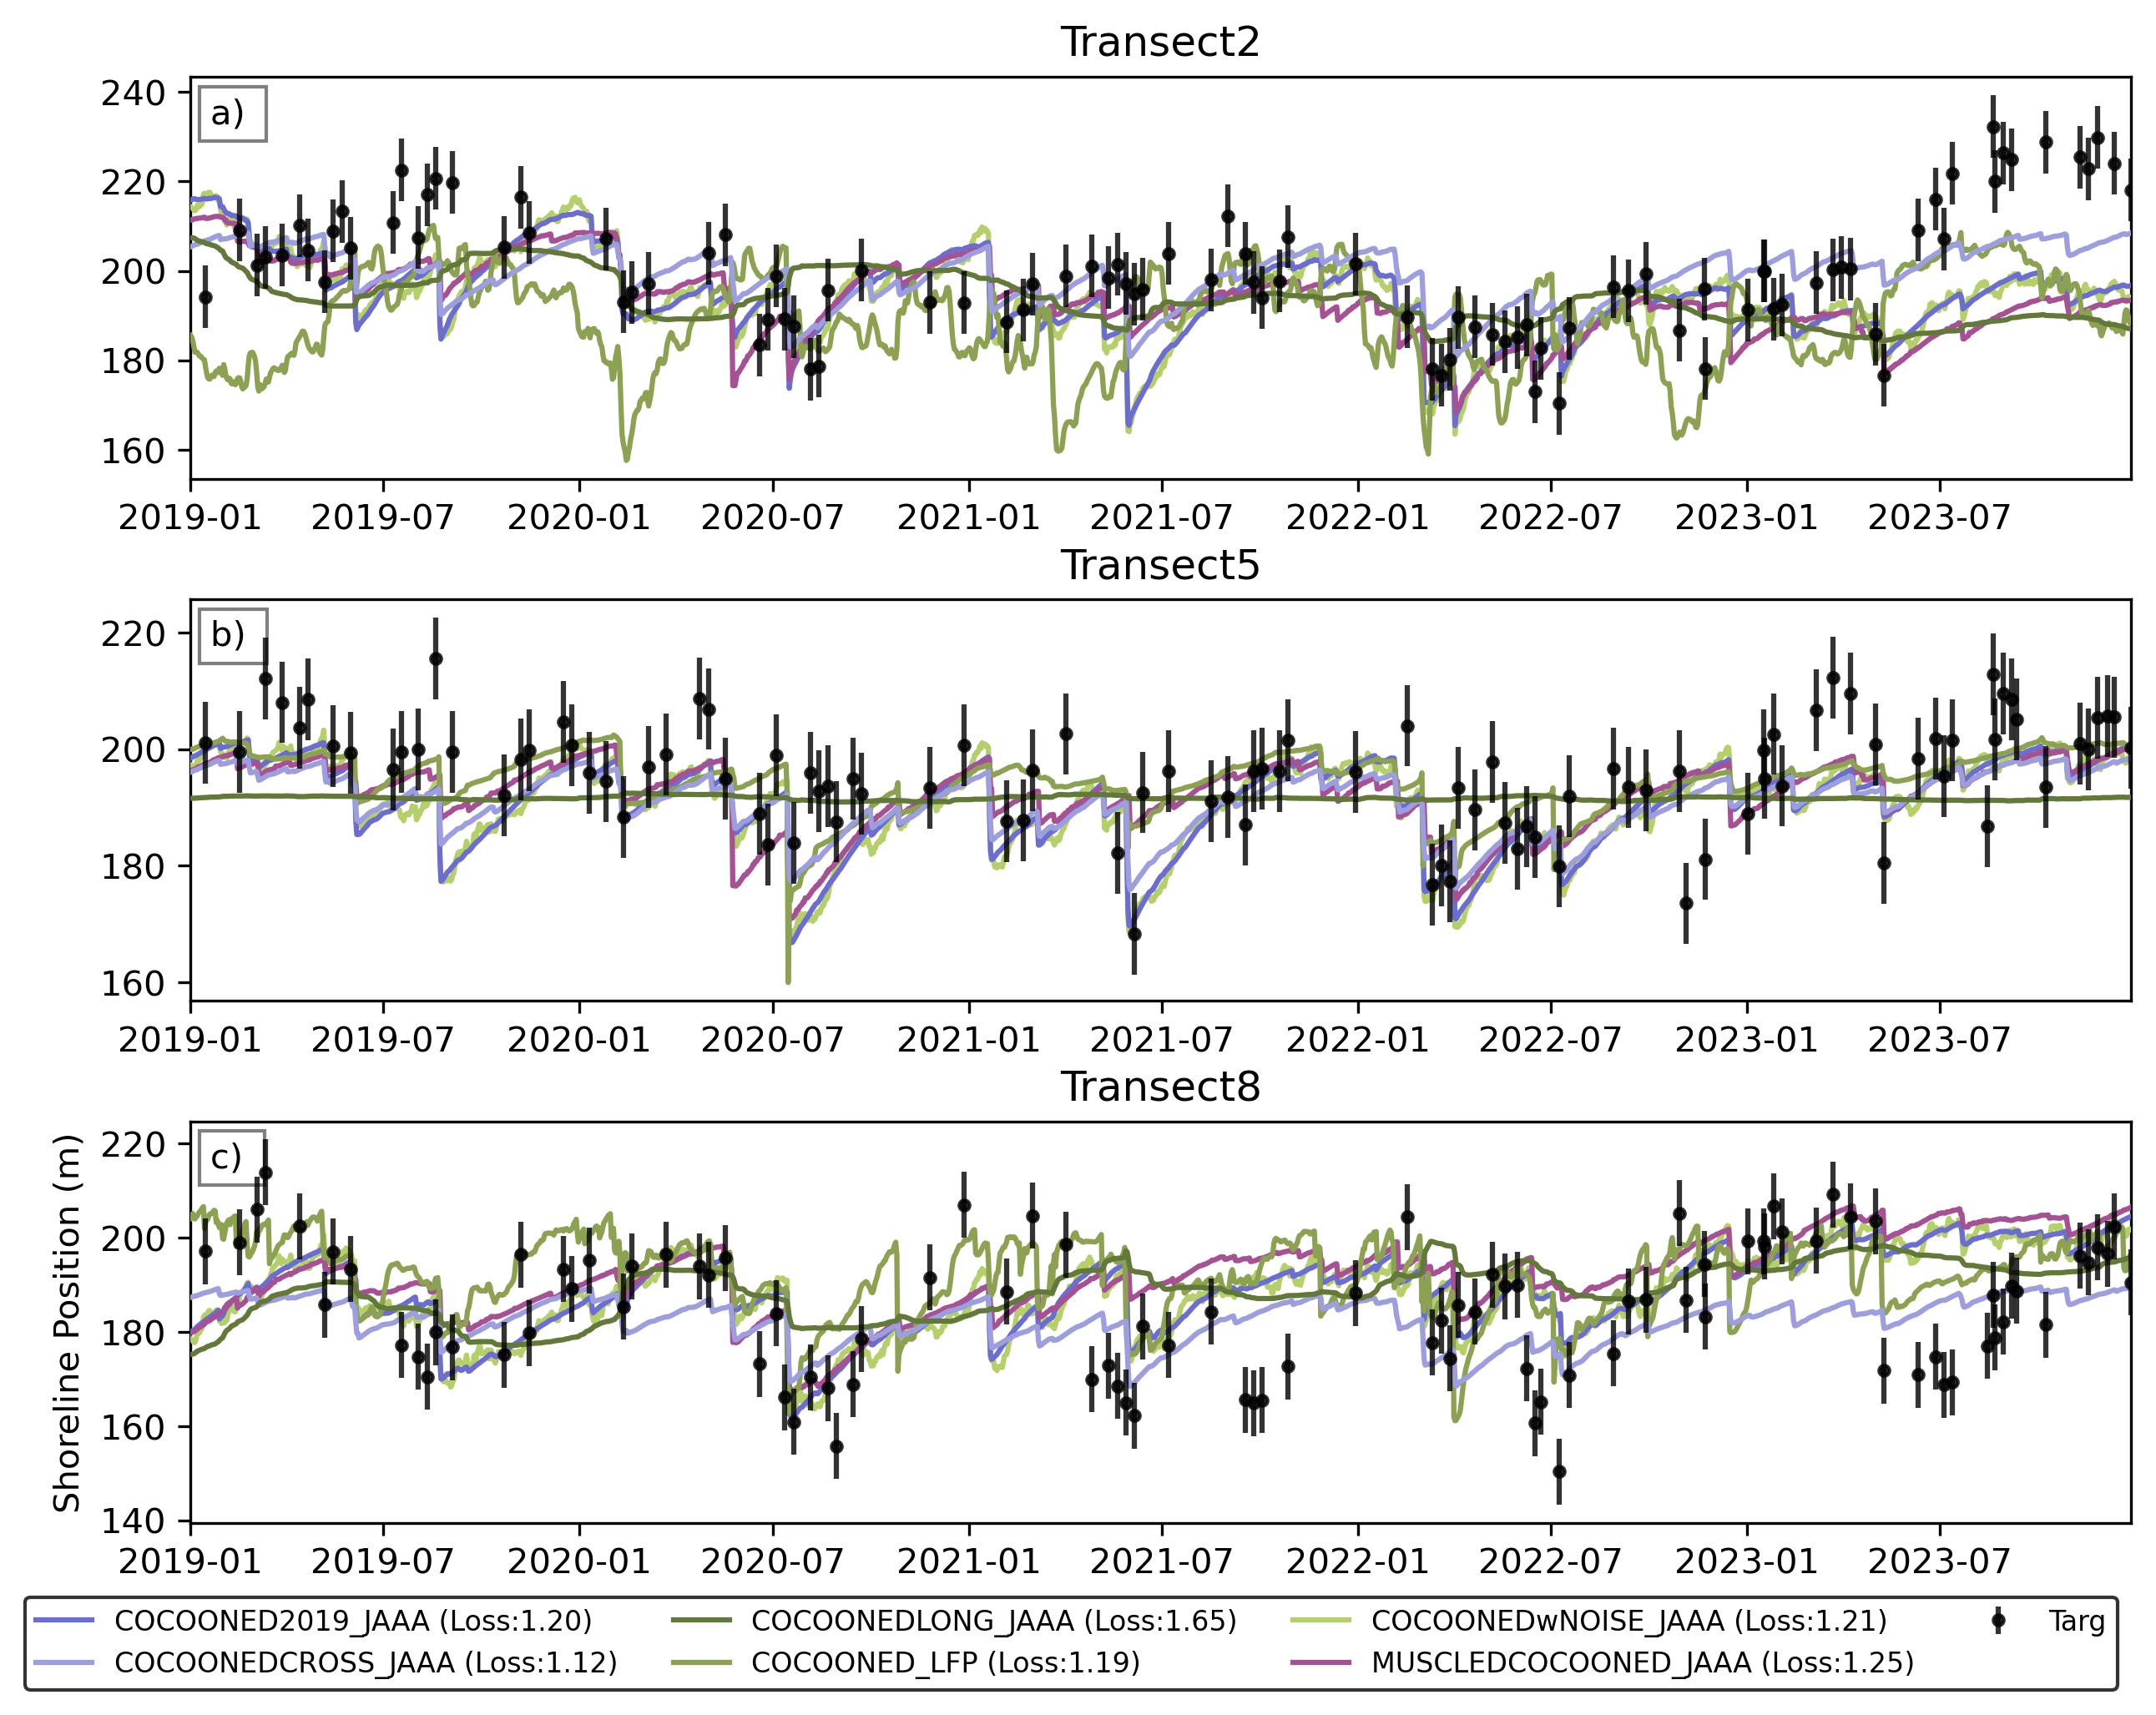 Transect2
a)
240
220
200
180
160
2019-01 2019-07 2020-01 2020-07 2021-01 2021-07 2022-01 2022-07 2023-01 2023-07
Transect5
b)
220
200
180
160
2019-01 2019-07 2020-01 2020-07 2021-01 2021-07 2022-01 2022-07 2023-01 2023-07
Transect8
c)
Shoreline Position (m)
220
200
180
160
140
2019-01 2019-07 2020-01 2020-07 2021-01 2021-07 2022-01 2022-07 2023-01 2023-07
COCOONED2019_JAAA (Loss:1.20) COCOONEDLONG_JAAA (Loss:1.65) COCOONEDwNOISE_JAAA (Loss:1.21) Targ
COCOONEDCROSS_JAAA (Loss:1.12) COCOONED_LFP (Loss:1.19) MUSCLEDCOCOONED_JAAA (Loss:1.25)